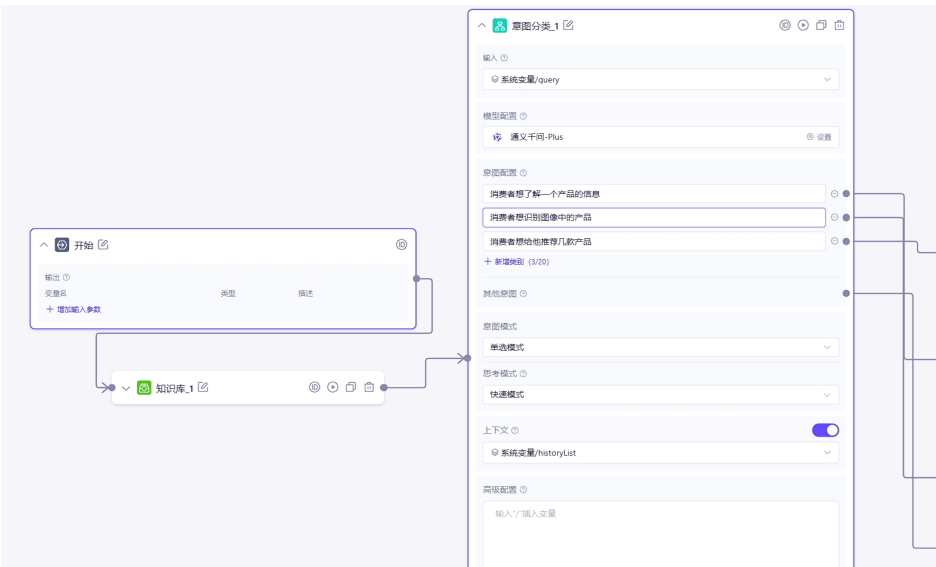 开始
输出
变量名 类型 描述
+ 增加输入参数
知识库_1
意图分类_1
输入
系统变量/query
模型配置
通义千问-Plus 设置
意图配置
消费者想了解一个产品的信息
消费者想识别图像中的产品
消费者想给他推荐几款产品
+ 新增类别 (3/20)
其他意图
意图模式
单选模式
思考模式
快速模式
上下文
系统变量/historyList
高级配置
输入"/"插入变量